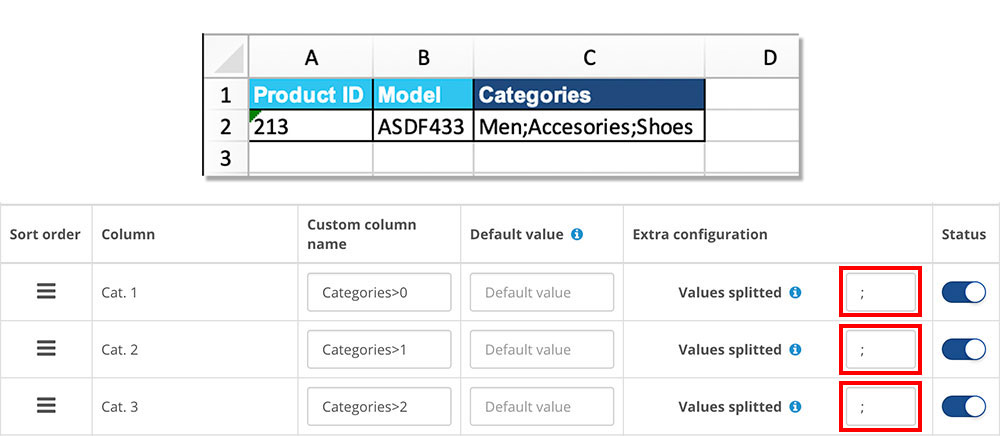 A B C D
1 Product ID Model Categories
2 213 ASDF433 Men;Accesories;Shoes
3
Sort order Column Custom column name Default value Extra configuration Status
Cat. 1 Categories>0 Default value Values splitted ;
Cat. 2 Categories>1 Default value Values splitted ;
Cat. 3 Categories>2 Default value Values splitted ;